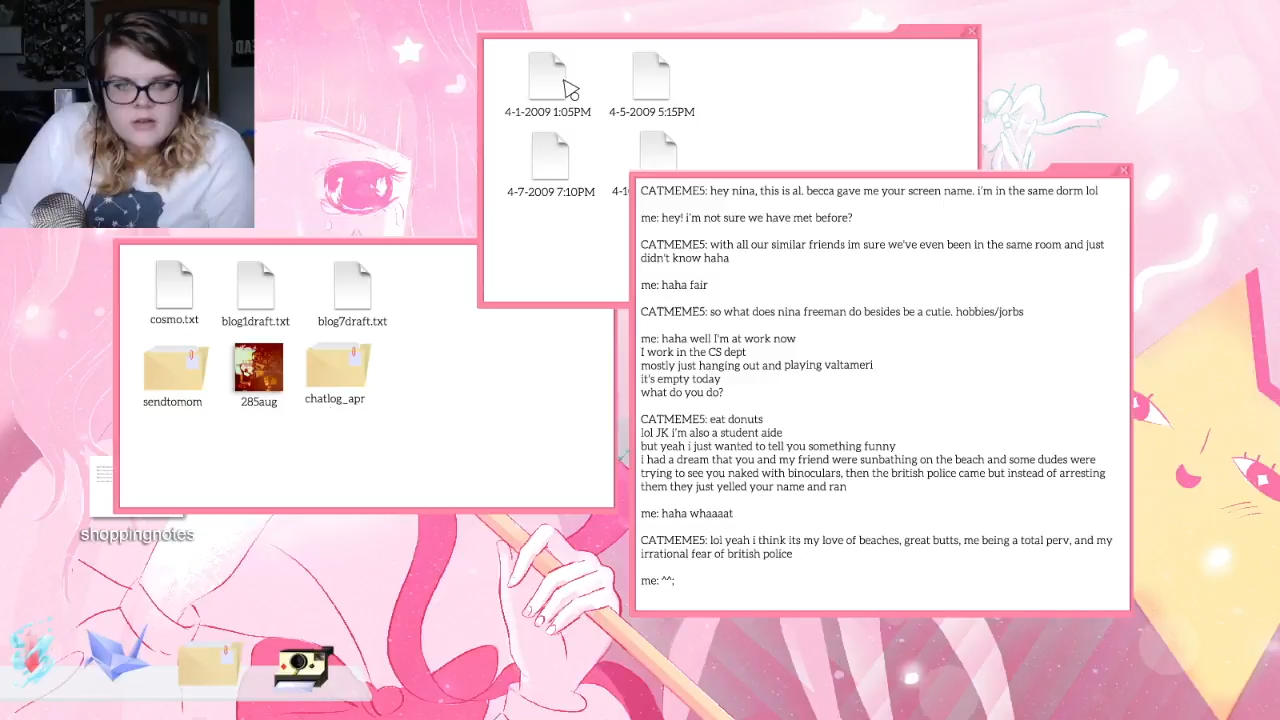 4-1-2009 1:05PM
4-5-2009 5:15PM
4-7-2009 7:10PM
CATMEME5: hey nina, this is al. becca gave me your screen name. i'm in the same dorm lol
me: hey! i'm not sure we have met before?
CATMEME5: with all our similar friends im sure we've even been in the same room and just
didn't know haha
me: haha fair
CATMEME5: so what does nina freeman do besides be a cutie. hobbies/jorbs
me: haha well I'm at work now
I work in the CS dept
mostly just hanging out and playing valtameri
it's empty today
what do you do?
CATMEME5: eat donuts
lol JK i'm also a student aide
but yeah i just wanted to tell you something funny
i had a dream that you and my friend were sunbathing on the beach and some dudes were
trying to see you naked with binoculars, then the british police came but instead of arresting
them they just yelled your name and ran
me: haha whaaaat
CATMEME5: lol yeah i think its my love of beaches, great butts, me being a total perv, and my
irrational fear of british police
me: ^^;
cosmo.txt
blog1draft.txt
blog7draft.txt
sendtomom
285aug
chatlog_apr
shoppingnotes